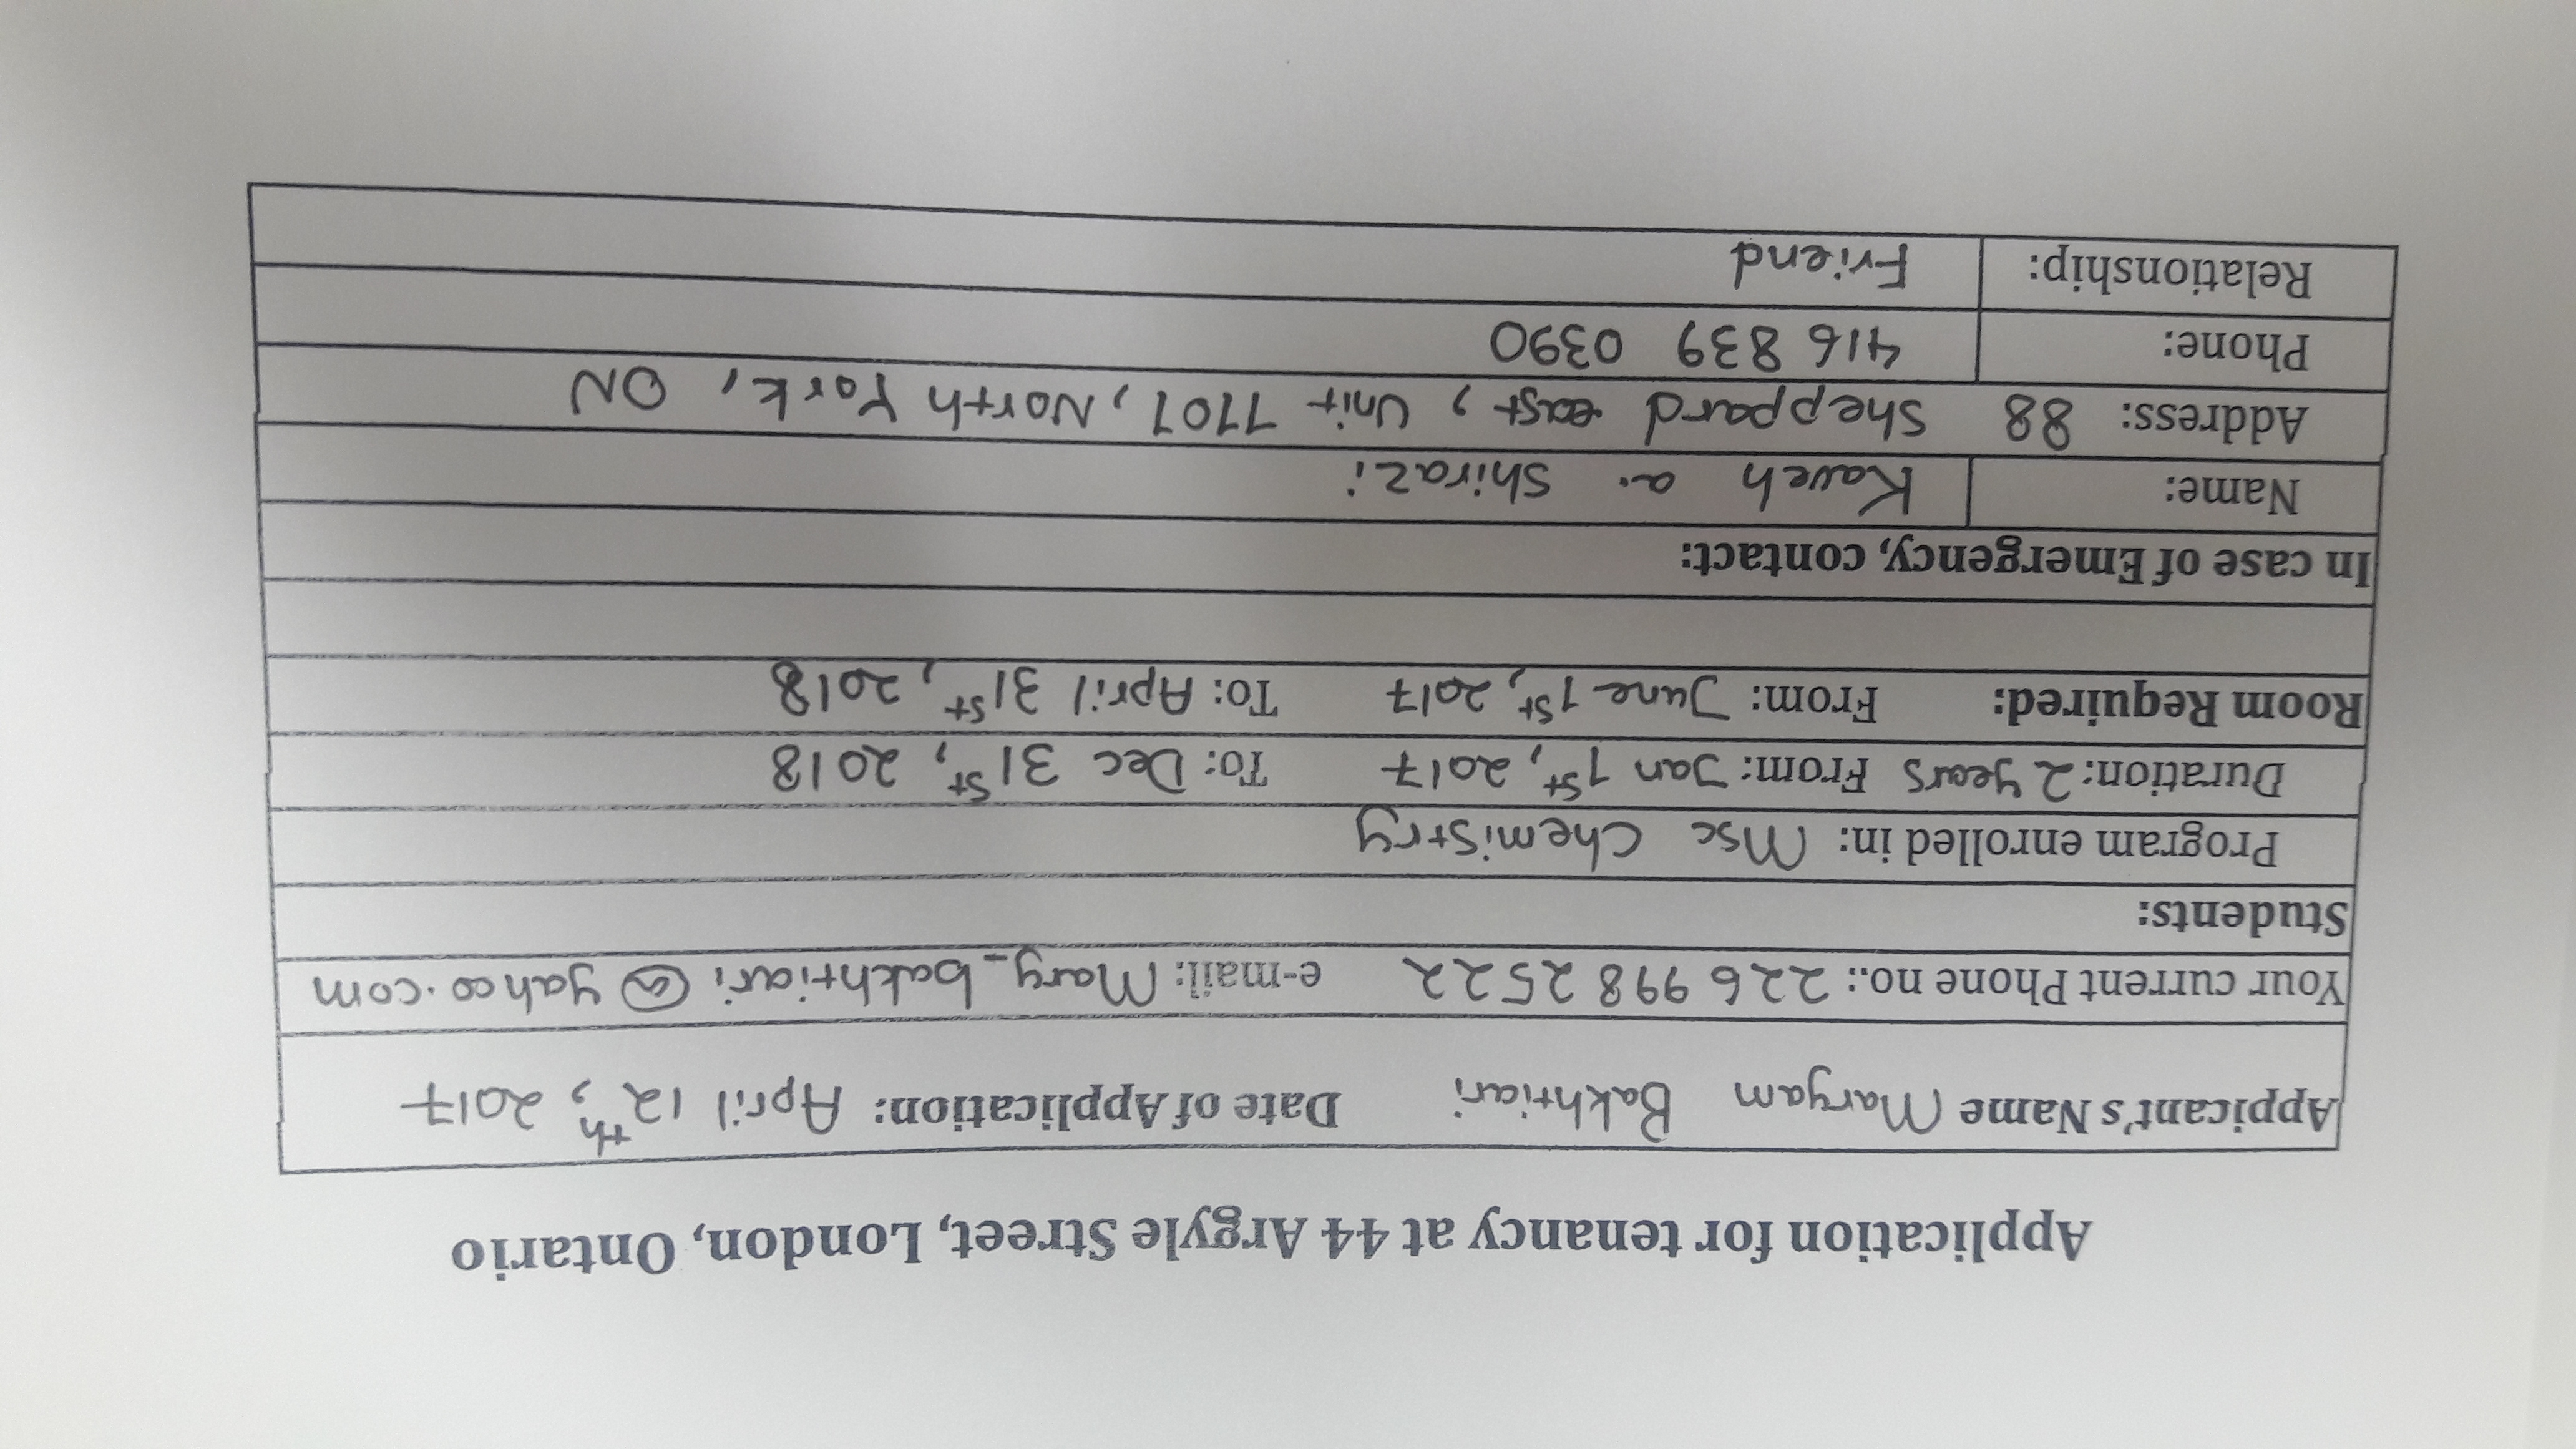 Application for tenancy at 44 Argyle Street, London, Ontario
Appicant's Name Maryam Bakhtiari Date of Application: April 12th, 2017
Your current Phone no.: 226 998 2522 e-mail: Mary_bakhtiari@yahoo.com
Students:
Program enrolled in: Msc Chemistry
Duration: 2 years From: Jan 1st, 2017 To: Dec 31st, 2018
Room Required: From: June 1st, 2017 To: April 31st, 2018
In case of Emergency, contact:
Name: Kaveh a. Shirazi
Address: 88 Sheppard east, Unit 1101, North York, ON
Phone: 416 839 0390
Relationship: Friend